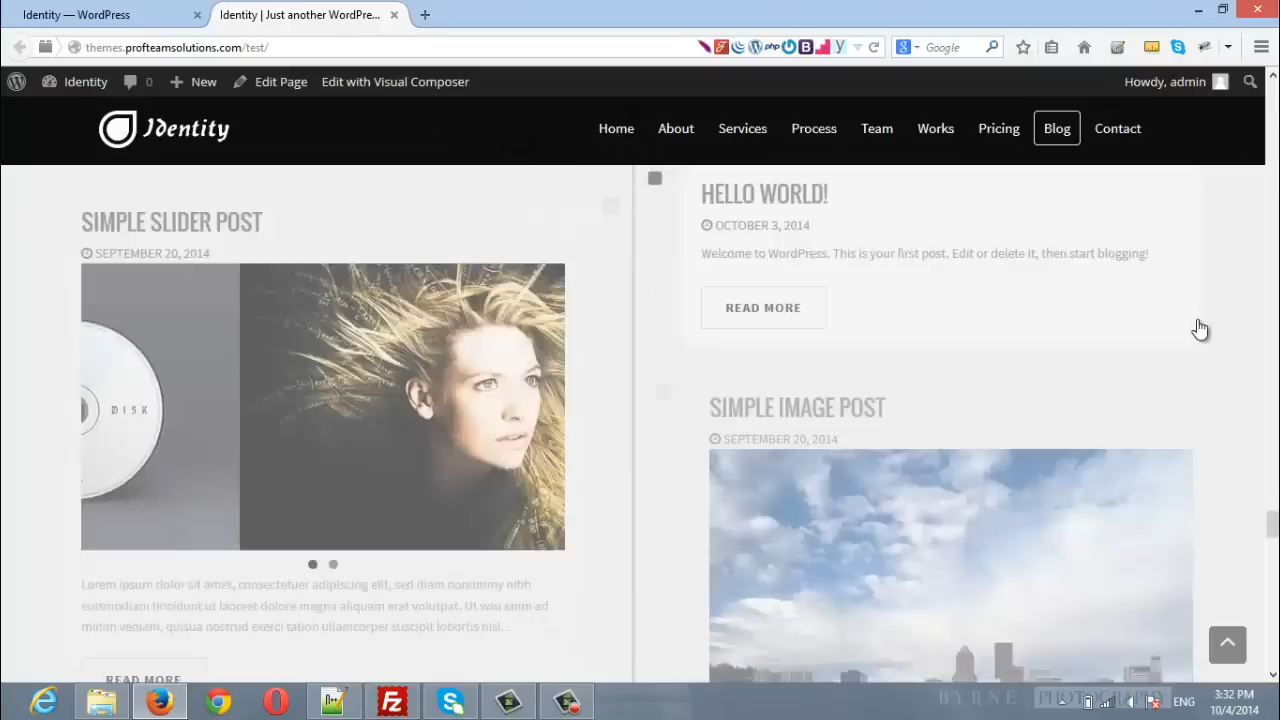 Identity — WordPress
Identity | Just another WordPre...
themes.profteamsolutions.com/test/
php
Google
Identity
0
New
Edit Page
Edit with Visual Composer
Howdy, admin
Identity
Home
About
Services
Process
Team
Works
Pricing
Blog
Contact
SIMPLE SLIDER POST
SEPTEMBER 20, 2014
DISK
Lorem ipsum dolor sit amet, consectetuer adipiscing elit, sed diam nonummy nibh
euismodiam tincidunt ut laoreet dolore magna aliquam erat volutpat. Ut wisi enim ad
minim veniam, quisua nostrud exerci tation ullamcorper suscipit lobortis nisl...
READ MORE
HELLO WORLD!
OCTOBER 3, 2014
Welcome to WordPress. This is your first post. Edit or delete it, then start blogging!
READ MORE
SIMPLE IMAGE POST
SEPTEMBER 20, 2014
BYRNE PHOTOGRAPHY
ENG
3:32 PM
10/4/2014